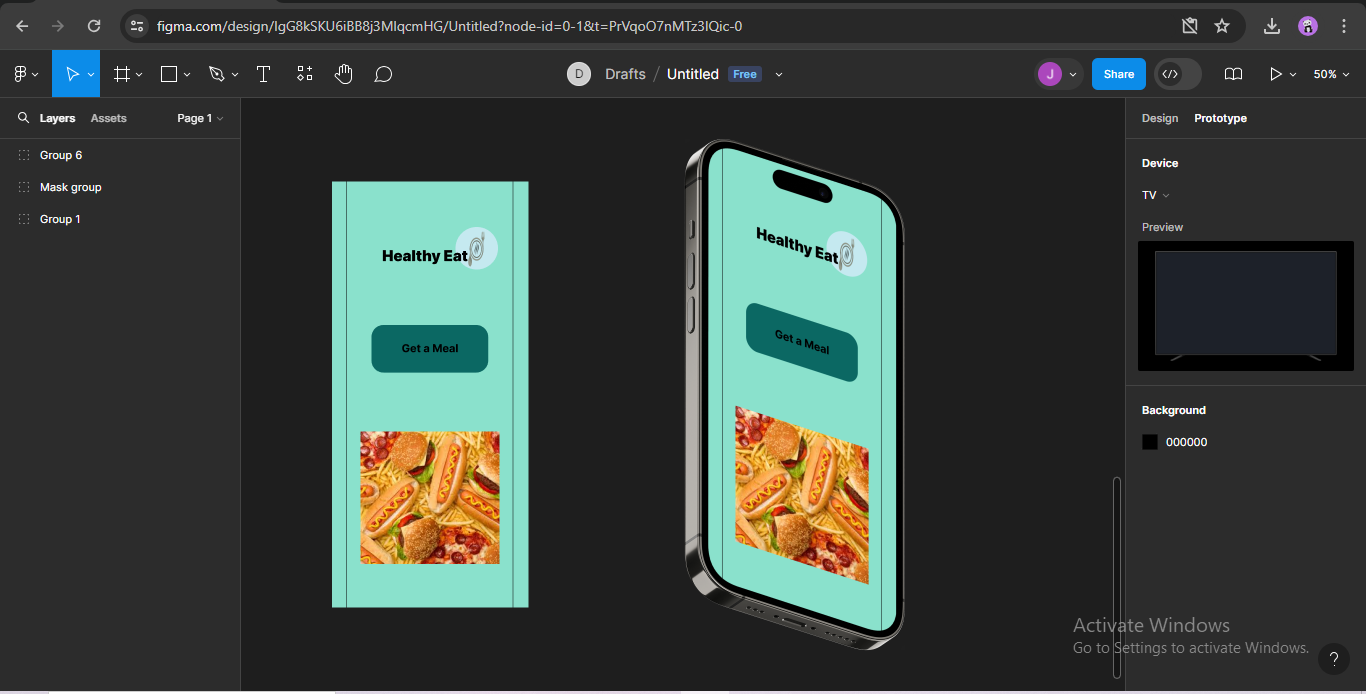 figma.com/design/IgG8kSKU6iBB8j3MlqcmHG/Untitled?node-id=0-1&t=PrVqoO7nMTz3IQic-0
D Drafts / Untitled Free
J Share 50%
Layers Assets Page 1
Group 6
Mask group
Group 1
Healthy Eat
Get a Meal
Healthy Eat
Get a Meal
Design Prototype
Device
TV
Preview
Background
000000
Activate Windows
Go to Settings to activate Windows.
?